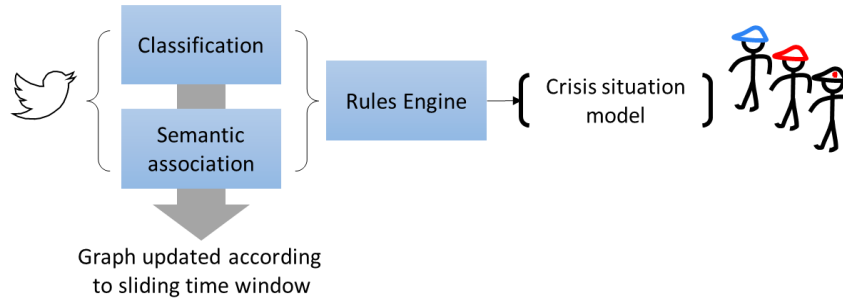 Classification
Semantic
association
Rules Engine
Crisis situation
model
Graph updated according
to sliding time window